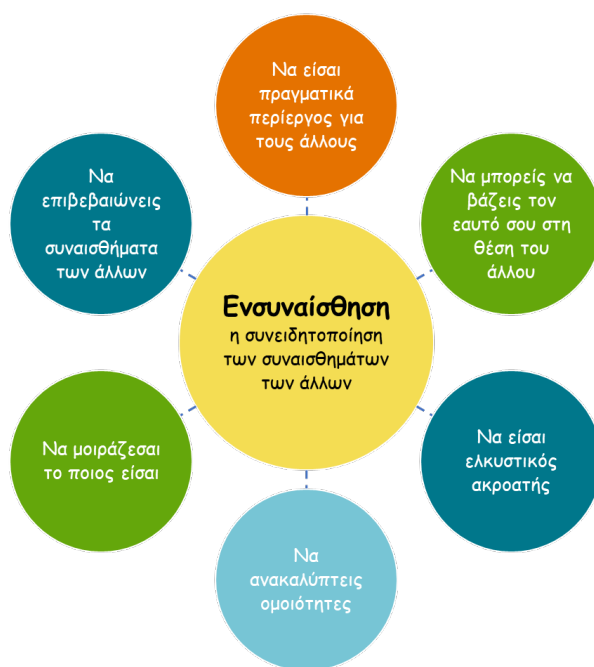 Να είσαι
πραγματικά
περίεργος για
τους άλλους
Να μπορείς να
βάζεις τον
εαυτό σου στη
θέση του
άλλου
Να είσαι
ελκυστικός
ακροατής
Να
ανακαλύπτεις
ομοιότητες
Να μοιράζεσαι
το ποιος είσαι
Να
επιβεβαιώνεις
τα
συναισθήματα
των άλλων
Ενσυναίσθηση
η συνειδητοποίηση
των συναισθημάτων
των άλλων